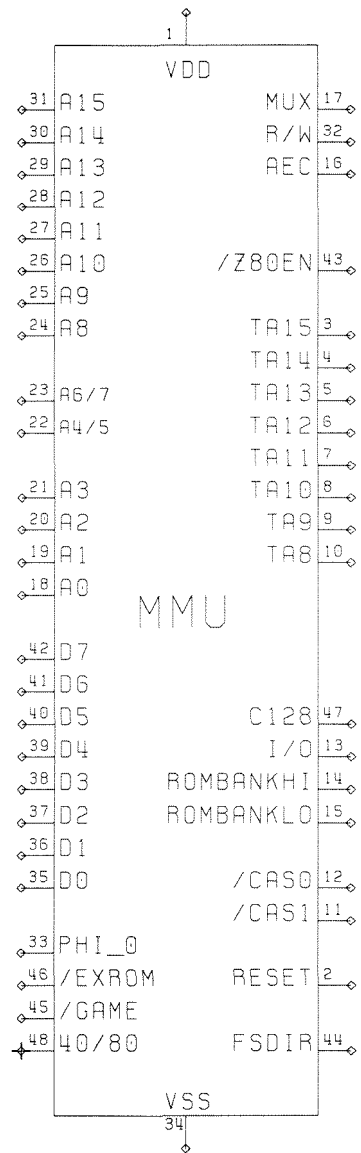 1
VDD
31 A15 MUX 17
30 A14 R/W 32
29 A13 AEC 16
28 A12
27 A11
26 A10 /Z80EN 43
25 A9
24 A8 TA15 3
TA14 4
23 A6/7 TA13 5
22 A4/5 TA12 6
TA11 7
21 A3 TA10 8
20 A2 TA9 9
19 A1 TA8 10
18 A0
MMU
42 D7
41 D6
40 D5 C128 47
39 D4 I/O 13
38 D3 ROMBANKHI 14
37 D2 ROMBANKLO 15
36 D1
35 D0 /CAS0 12
/CAS1 11
33 PHI_0
46 /EXROM RESET 2
45 /GAME
48 40/80 FSDIR 44
VSS
34